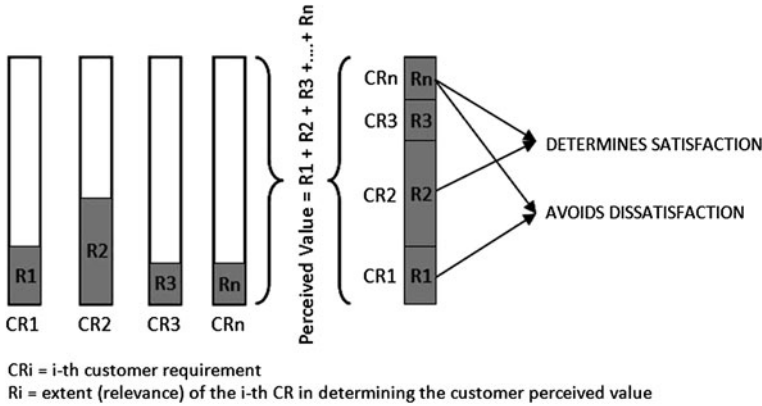 R1
R2
R3
Rn
CR1
CR2
CR3
CRn
Perceived Value = R1 + R2 + R3 +....+ Rn
CRn
Rn
CR3
R3
CR2
R2
CR1
R1
DETERMINES SATISFACTION
AVOIDS DISSATISFACTION
CRi = i-th customer requirement
Ri = extent (relevance) of the i-th CR in determining the customer perceived value